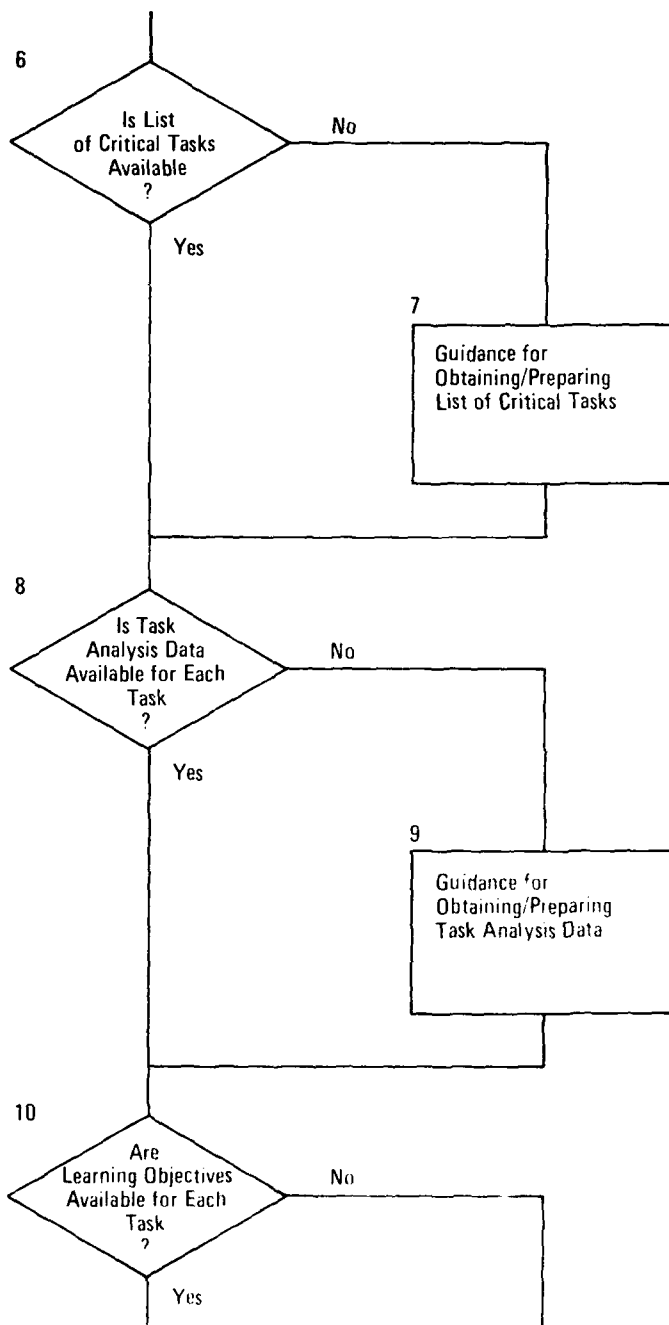 6
Is List
of Critical Tasks
Available
?
No
Yes
7
Guidance for
Obtaining/Preparing
List of Critical Tasks
8
Is Task
Analysis Data
Available for Each
Task
?
No
Yes
9
Guidance for
Obtaining/Preparing
Task Analysis Data
10
Are
Learning Objectives
Available for Each
Task
?
No
Yes